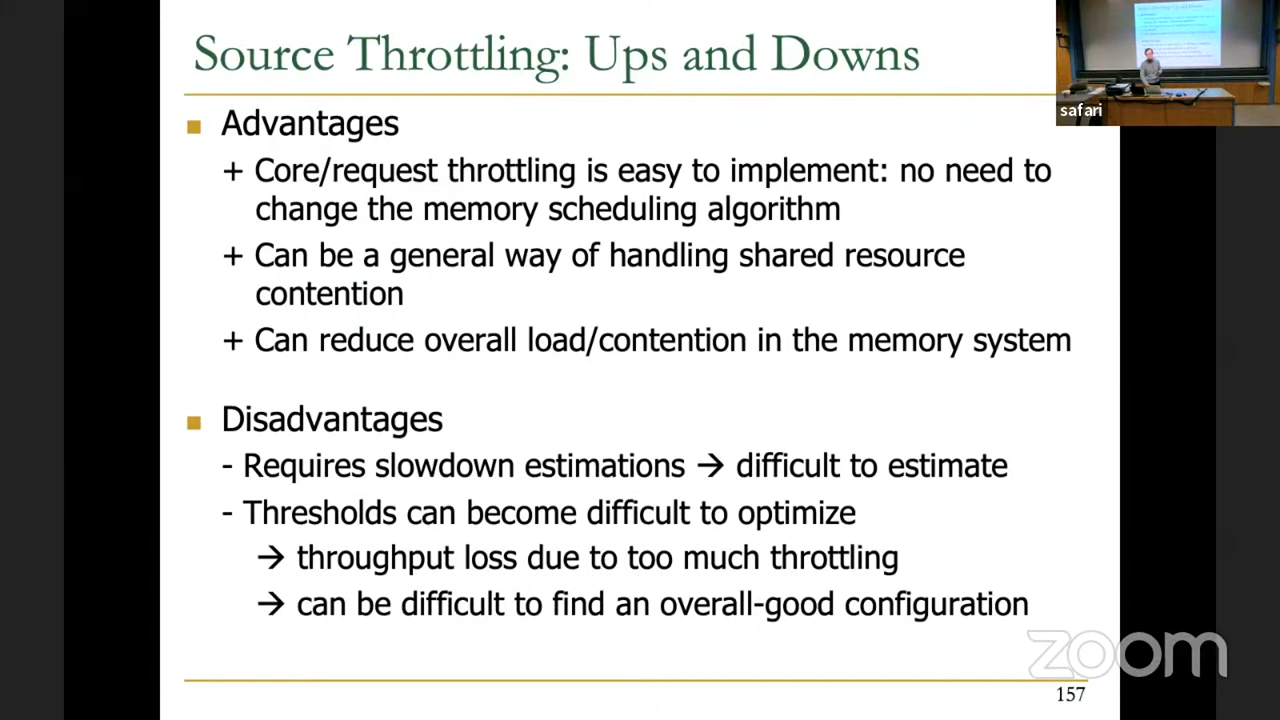 Source Throttling: Ups and Downs
safari
■ Advantages
+ Core/request throttling is easy to implement: no need to
change the memory scheduling algorithm
+ Can be a general way of handling shared resource
contention
+ Can reduce overall load/contention in the memory system
■ Disadvantages
- Requires slowdown estimations → difficult to estimate
- Thresholds can become difficult to optimize
→ throughput loss due to too much throttling
→ can be difficult to find an overall-good configuration
zoom
157